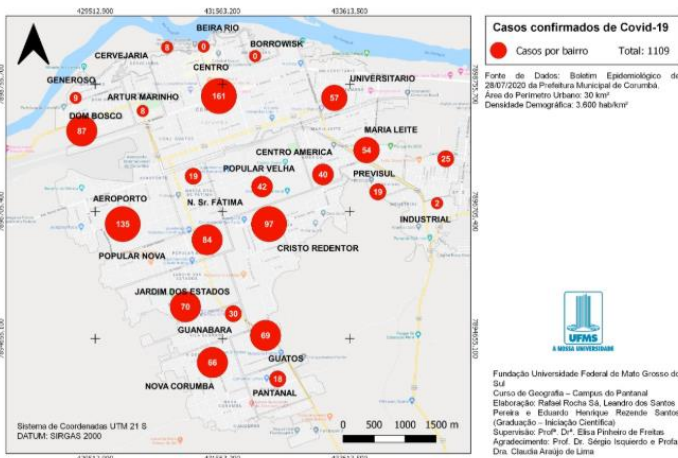 429512.900 431563.200 433613.500
BEIRA RIO
CERVEJARIA 8 0 BORROWISK
0
CENTRO
GENEROSO UNIVERSITARIO
9 ARTUR MARINHO 161 57
8
DOM BOSCO
87
MARIA LEITE
54
CENTRO AMERICA 25
19 POPULAR VELHA 40 PREVISUL
42 19
AEROPORTO N. Sr. FÁTIMA 2
INDUSTRIAL
135 84 97
CRISTO REDENTOR
POPULAR NOVA
JARDIM DOS ESTADOS
70 30
GUANABARA 69
66 GUATOS
NOVA CORUMBA 18
PANTANAL
Sistema de Coordenadas UTM 21 S
DATUM: SIRGAS 2000
0 500 1000 1500 m
Casos confirmados de Covid-19
Casos por bairro Total: 1109
Fonte de Dados: Boletim Epidemiológico de
28/07/2020 da Prefeitura Municipal de Corumbá.
Área do Perímetro Urbano: 30 km²
Densidade Demográfica: 3.600 hab/km²
UFMS
A NOSSA UNIVERSIDADE
Fundação Universidade Federal de Mato Grosso do
Sul
Curso de Geografia – Campus do Pantanal
Elaboração: Rafael Rocha Sá, Leandro dos Santos
Pereira e Eduardo Henrique Rezende Santos
(Graduação – Iniciação Científica)
Supervisão: Profª. Drª. Elisa Pinheiro de Freitas
Agradecimento: Prof. Dr. Sérgio Isquierdo e Profa.
Dra. Claudia Araújo de Lima